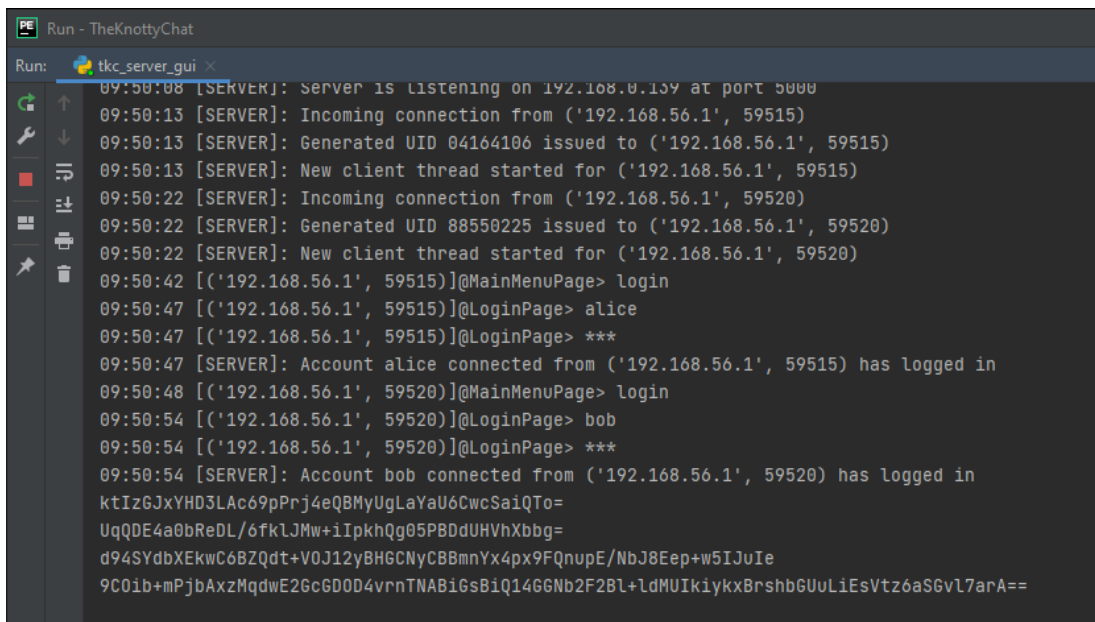 PE Run - TheKnottyChat
Run: tkc_server_gui ×
09:50:08 [SERVER]: Server is listening on 192.168.0.139 at port 5000
09:50:13 [SERVER]: Incoming connection from ('192.168.56.1', 59515)
09:50:13 [SERVER]: Generated UID 04164106 issued to ('192.168.56.1', 59515)
09:50:13 [SERVER]: New client thread started for ('192.168.56.1', 59515)
09:50:22 [SERVER]: Incoming connection from ('192.168.56.1', 59520)
09:50:22 [SERVER]: Generated UID 88550225 issued to ('192.168.56.1', 59520)
09:50:22 [SERVER]: New client thread started for ('192.168.56.1', 59520)
09:50:42 [('192.168.56.1', 59515)]@MainMenuPage> login
09:50:47 [('192.168.56.1', 59515)]@LoginPage> alice
09:50:47 [('192.168.56.1', 59515)]@LoginPage> ***
09:50:47 [SERVER]: Account alice connected from ('192.168.56.1', 59515) has logged in
09:50:48 [('192.168.56.1', 59520)]@MainMenuPage> login
09:50:54 [('192.168.56.1', 59520)]@LoginPage> bob
09:50:54 [('192.168.56.1', 59520)]@LoginPage> ***
09:50:54 [SERVER]: Account bob connected from ('192.168.56.1', 59520) has logged in
ktIzGJxYHD3LAc69pPrj4eQBMyUgLaYaU6CwcSaiQTo=
UqQDE4a0bReDL/6fklJMw+iIpkhQg05PBDdUHVhXbbg=
d94SYdbXEkwC6BZQdt+VOJ12yBHGCNyCBBmnYx4px9FQnupE/NbJ8Eep+w5IJuIe
9COib+mPjbAxzMqdwE2GcGDOD4vrnTNABiGsBiQ14GGNb2F2Bl+ldMUIkiykxBrshbGUuLiEsVtz6aSGvl7arA==